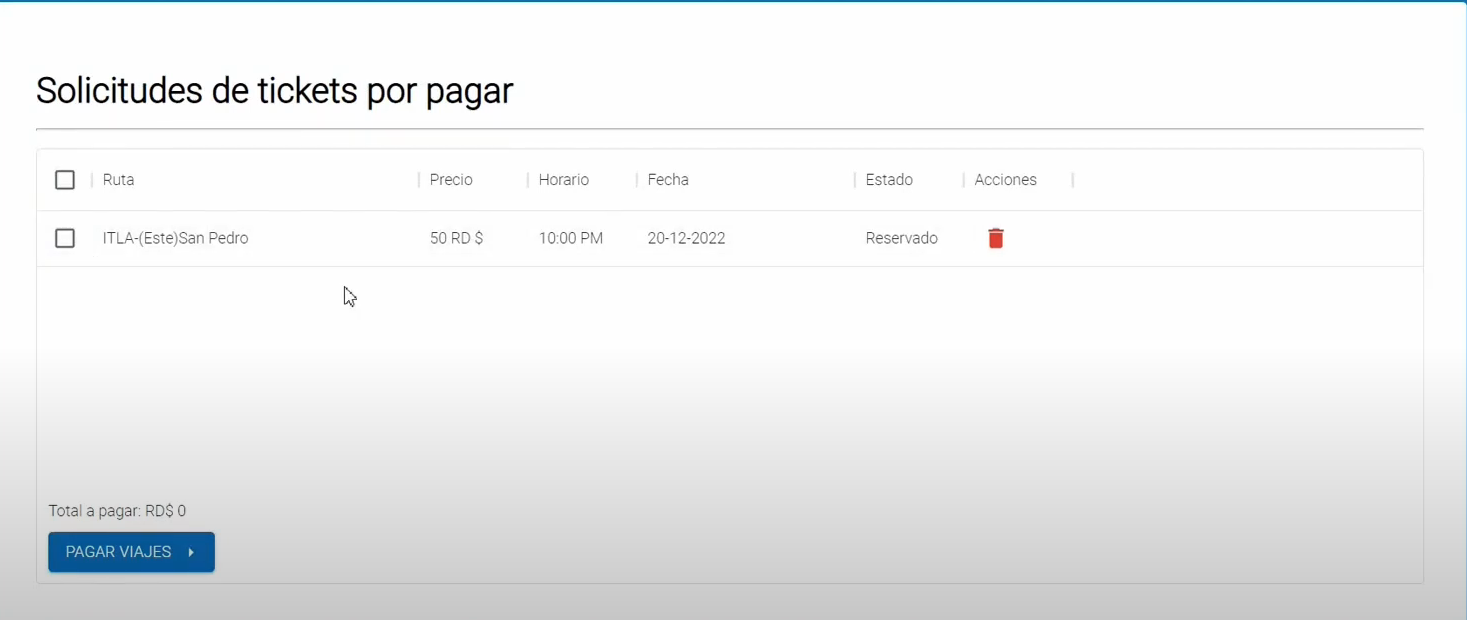 Solicitudes de tickets por pagar
Ruta Precio Horario Fecha Estado Acciones
ITLA-(Este)San Pedro 50 RD $ 10:00 PM 20-12-2022 Reservado
Total a pagar: RD$ 0
PAGAR VIAJES